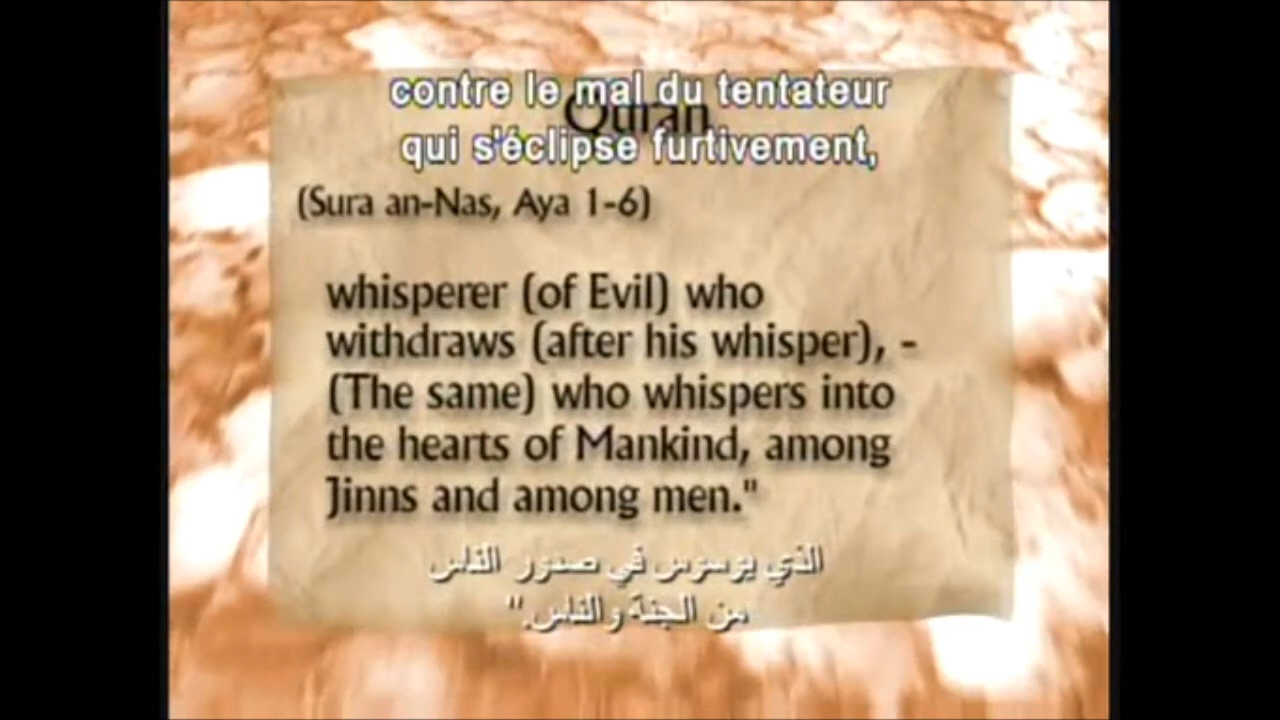 contre le mal du tentateur
Quran
qui s'éclipse furtivement,
(Sura an-Nas, Aya 1-6)
whisperer (of Evil) who
withdraws (after his whisper), -
(The same) who whispers into
the hearts of Mankind, among
Jinns and among men."
الذي يوسوس في صدور الناس
من الجنة والناس."